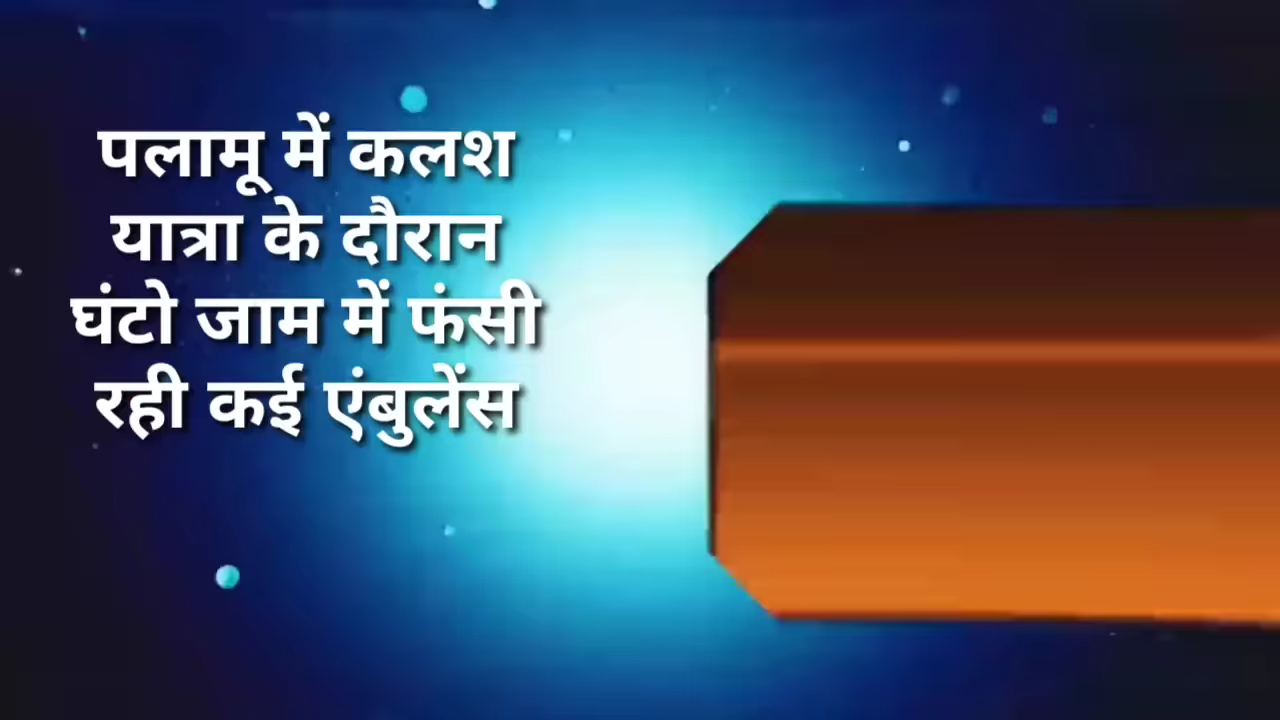 पलामू में कलश
यात्रा के दौरान
घंटो जाम में फंसी
रही कई एंबुलेंस